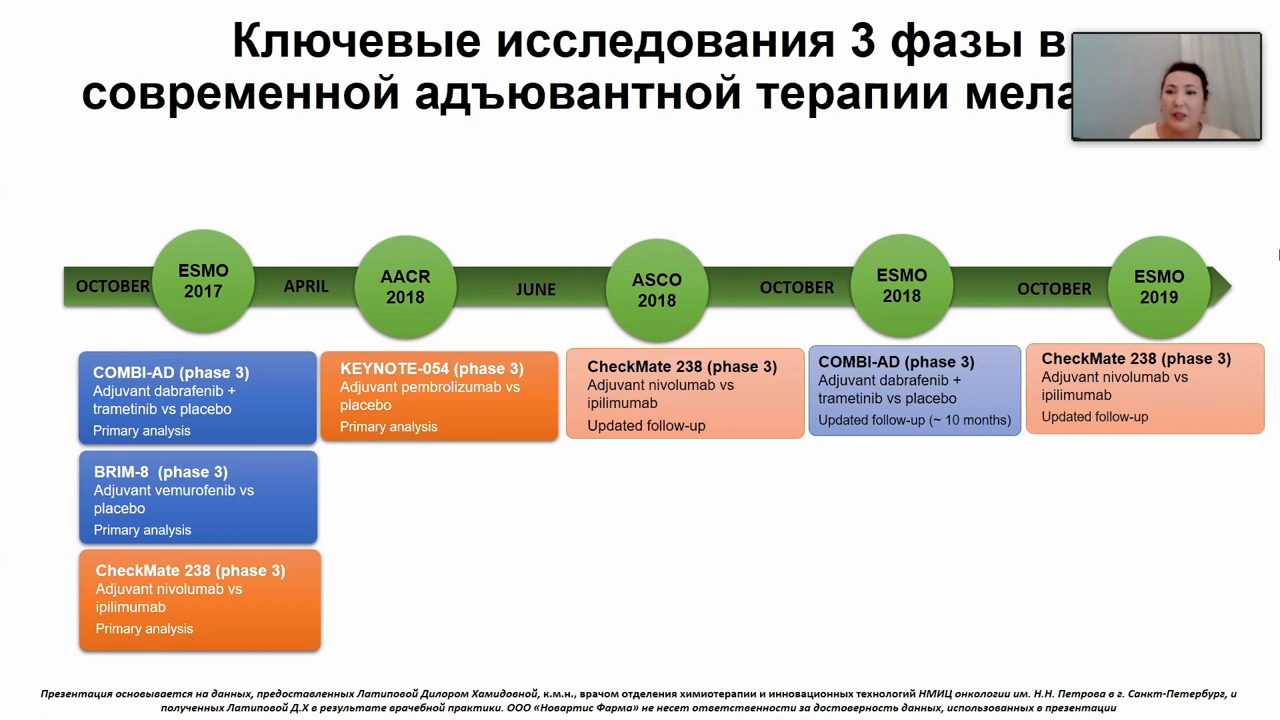 Ключевые исследования 3 фазы в
современной адъювантной терапии мела
OCTOBER
ESMO
2017
APRIL
AACR
2018
JUNE
ASCO
2018
OCTOBER
ESMO
2018
OCTOBER
ESMO
2019
COMBI-AD (phase 3)
Adjuvant dabrafenib +
trametinib vs placebo
Primary analysis
BRIM-8 (phase 3)
Adjuvant vemurofenib vs
placebo
Primary analysis
CheckMate 238 (phase 3)
Adjuvant nivolumab vs
ipilimumab
Primary analysis
KEYNOTE-054 (phase 3)
Adjuvant pembrolizumab vs
placebo
Primary analysis
CheckMate 238 (phase 3)
Adjuvant nivolumab vs
ipilimumab
Updated follow-up
COMBI-AD (phase 3)
Adjuvant dabrafenib +
trametinib vs placebo
Updated follow-up (~ 10 months)
CheckMate 238 (phase 3)
Adjuvant nivolumab vs
ipilimumab
Updated follow-up
Презентация основывается на данных, предоставленных Латиповой Дилором Хамидовной, к.м.н., врачом отделения химиотерапии и инновационных технологий НМИЦ онкологии им. Н.Н. Петрова в г. Санкт-Петербург, и
полученных Латиповой Д.Х в результате врачебной практики. ООО «Новартис Фарма» не несет ответственности за достоверность данных, использованных в презентации